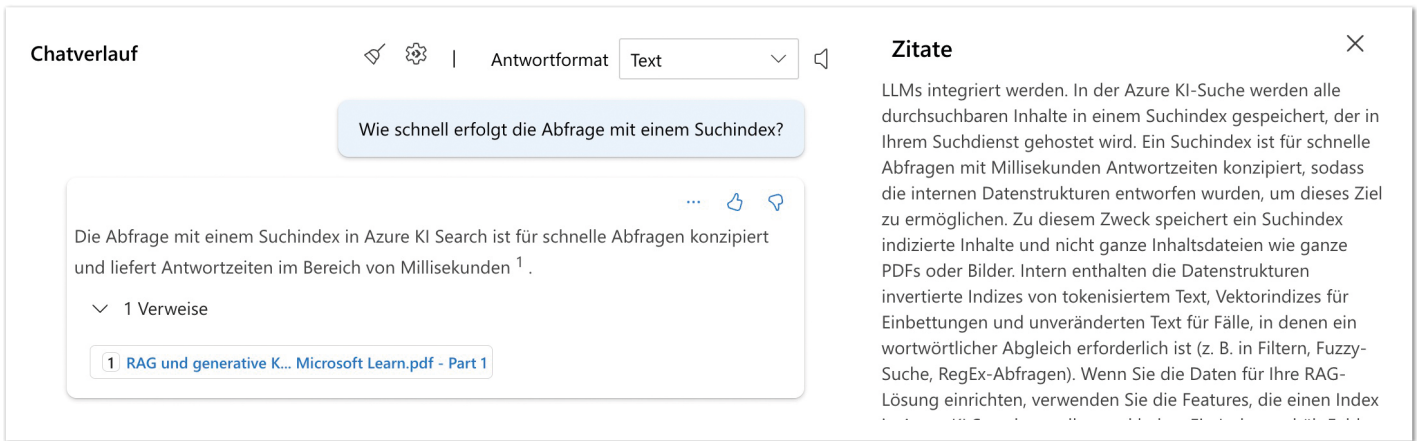 Chatverlauf
| Antwortformat Text
Wie schnell erfolgt die Abfrage mit einem Suchindex?
Die Abfrage mit einem Suchindex in Azure KI Search ist für schnelle Abfragen konzipiert
und liefert Antwortzeiten im Bereich von Millisekunden 1 .
1 Verweise
1 RAG und generative K... Microsoft Learn.pdf - Part 1
Zitate
LLMs integriert werden. In der Azure KI-Suche werden alle
durchsuchbaren Inhalte in einem Suchindex gespeichert, der in
Ihrem Suchdienst gehostet wird. Ein Suchindex ist für schnelle
Abfragen mit Millisekunden Antwortzeiten konzipiert, sodass
die internen Datenstrukturen entworfen wurden, um dieses Ziel
zu ermöglichen. Zu diesem Zweck speichert ein Suchindex
indizierte Inhalte und nicht ganze Inhaltsdateien wie ganze
PDFs oder Bilder. Intern enthalten die Datenstrukturen
invertierte Indizes von tokenisiertem Text, Vektorindizes für
Einbettungen und unveränderten Text für Fälle, in denen ein
wortwörtlicher Abgleich erforderlich ist (z. B. in Filtern, Fuzzy-
Suche, RegEx-Abfragen). Wenn Sie die Daten für Ihre RAG-
Lösung einrichten, verwenden Sie die Features, die einen Index